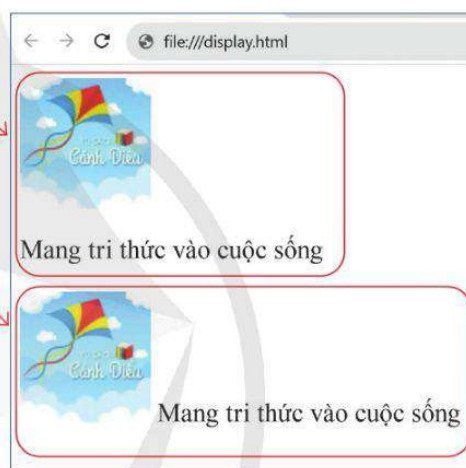 file:///display.html
Cánh Diều
Mang tri thức vào cuộc sống
Cánh Diều
Mang tri thức vào cuộc sống